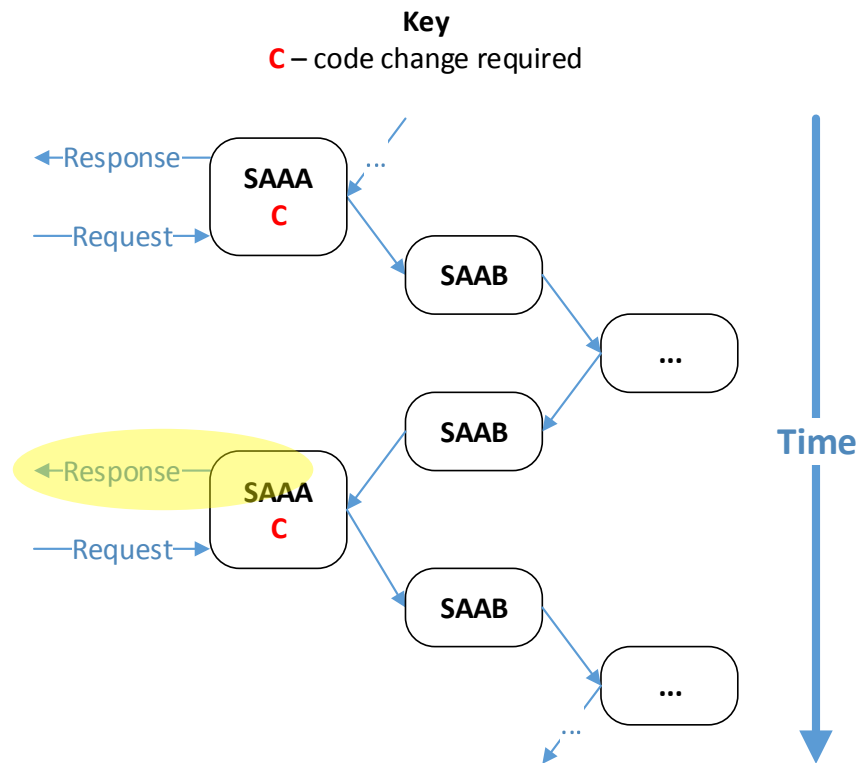 Key
C – code change required
...
Response
SAAA
C
Request
SAAB
...
SAAB
Time
Response
SAAA
C
Request
SAAB
...
...